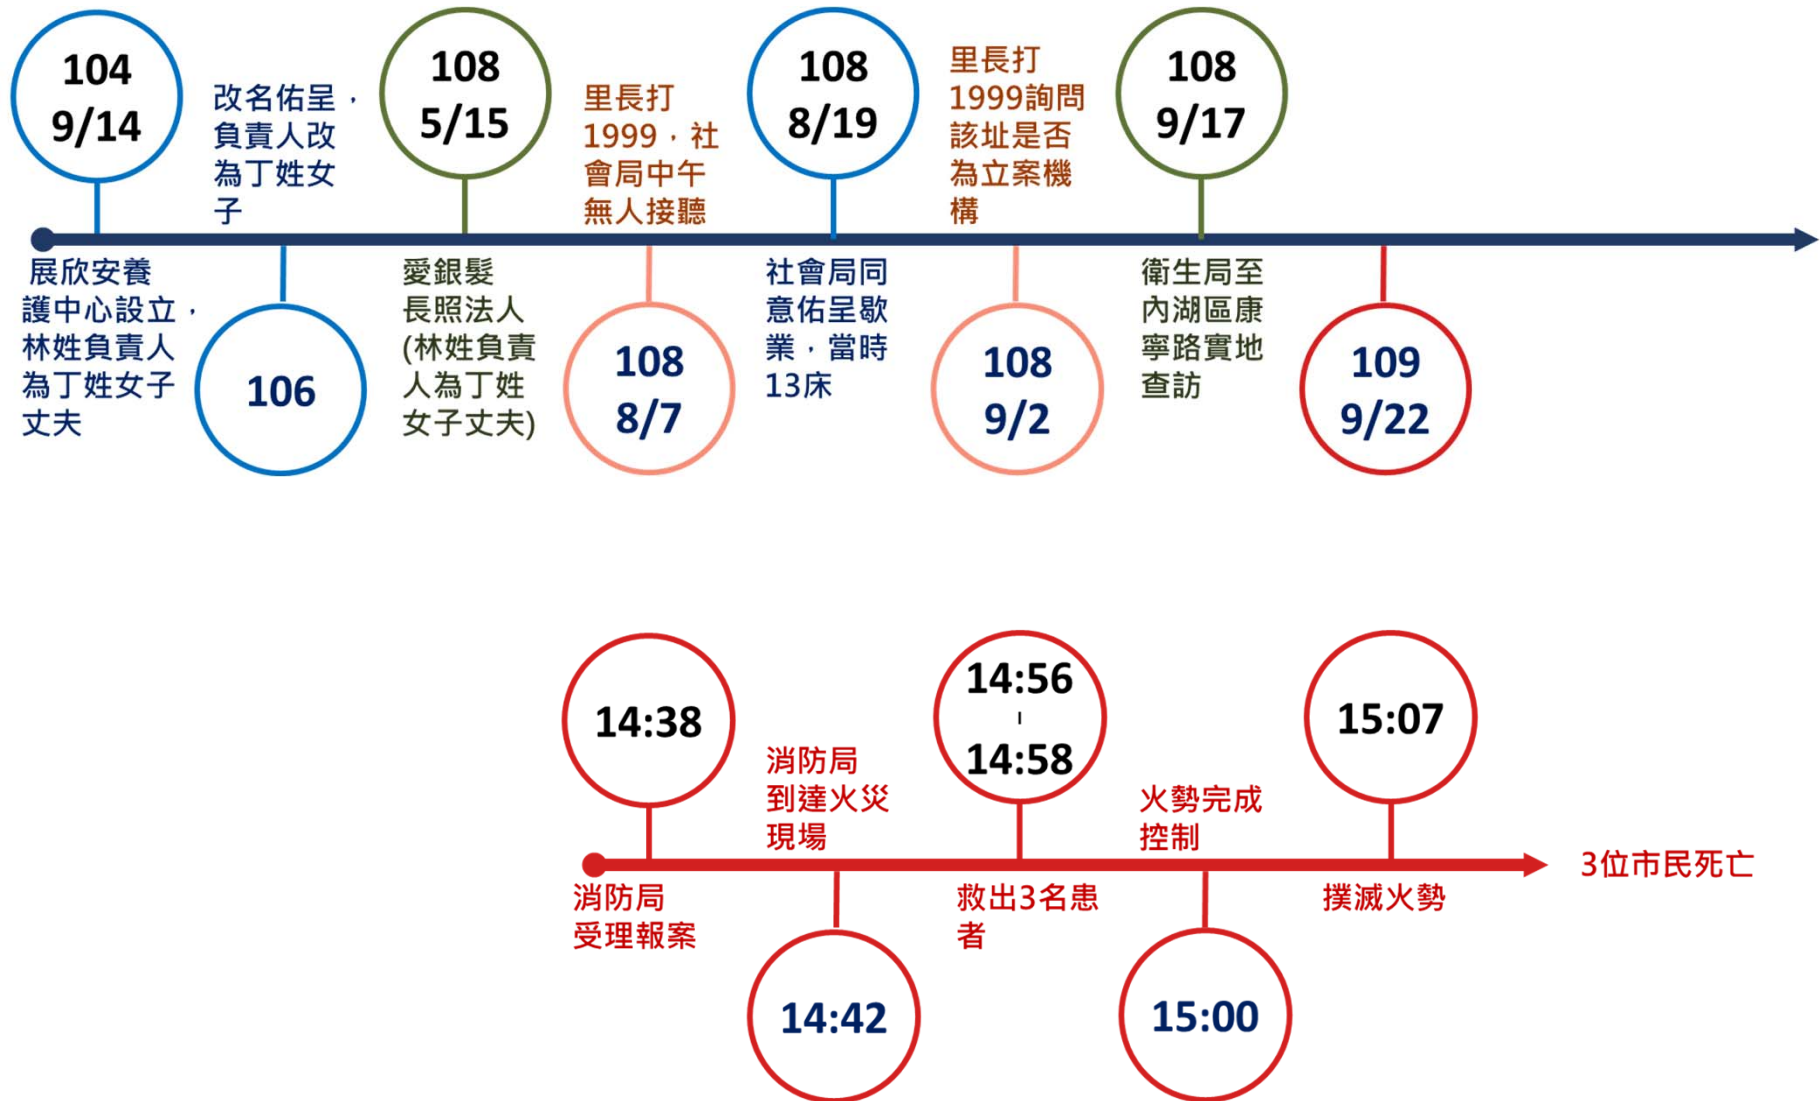 104
9/14
展欣安養
護中心設立，
林姓負責人
為丁姓女子
丈夫
改名佑呈，
負責人改
為丁姓女
子
106
108
5/15
愛銀髮
長照法人
(林姓負責
人為丁姓
女子丈夫)
里長打
1999，社
會局中午
無人接聽
108
8/7
108
8/19
社會局同
意佑呈歇
業，當時
13床
里長打
1999詢問
該址是否
為立案機
構
108
9/2
108
9/17
衛生局至
內湖區康
寧路實地
查訪
109
9/22
14:38
消防局
受理報案
消防局
到達火災
現場
14:42
14:56
-
14:58
救出3名患
者
火勢完成
控制
15:00
15:07
撲滅火勢
3位市民死亡